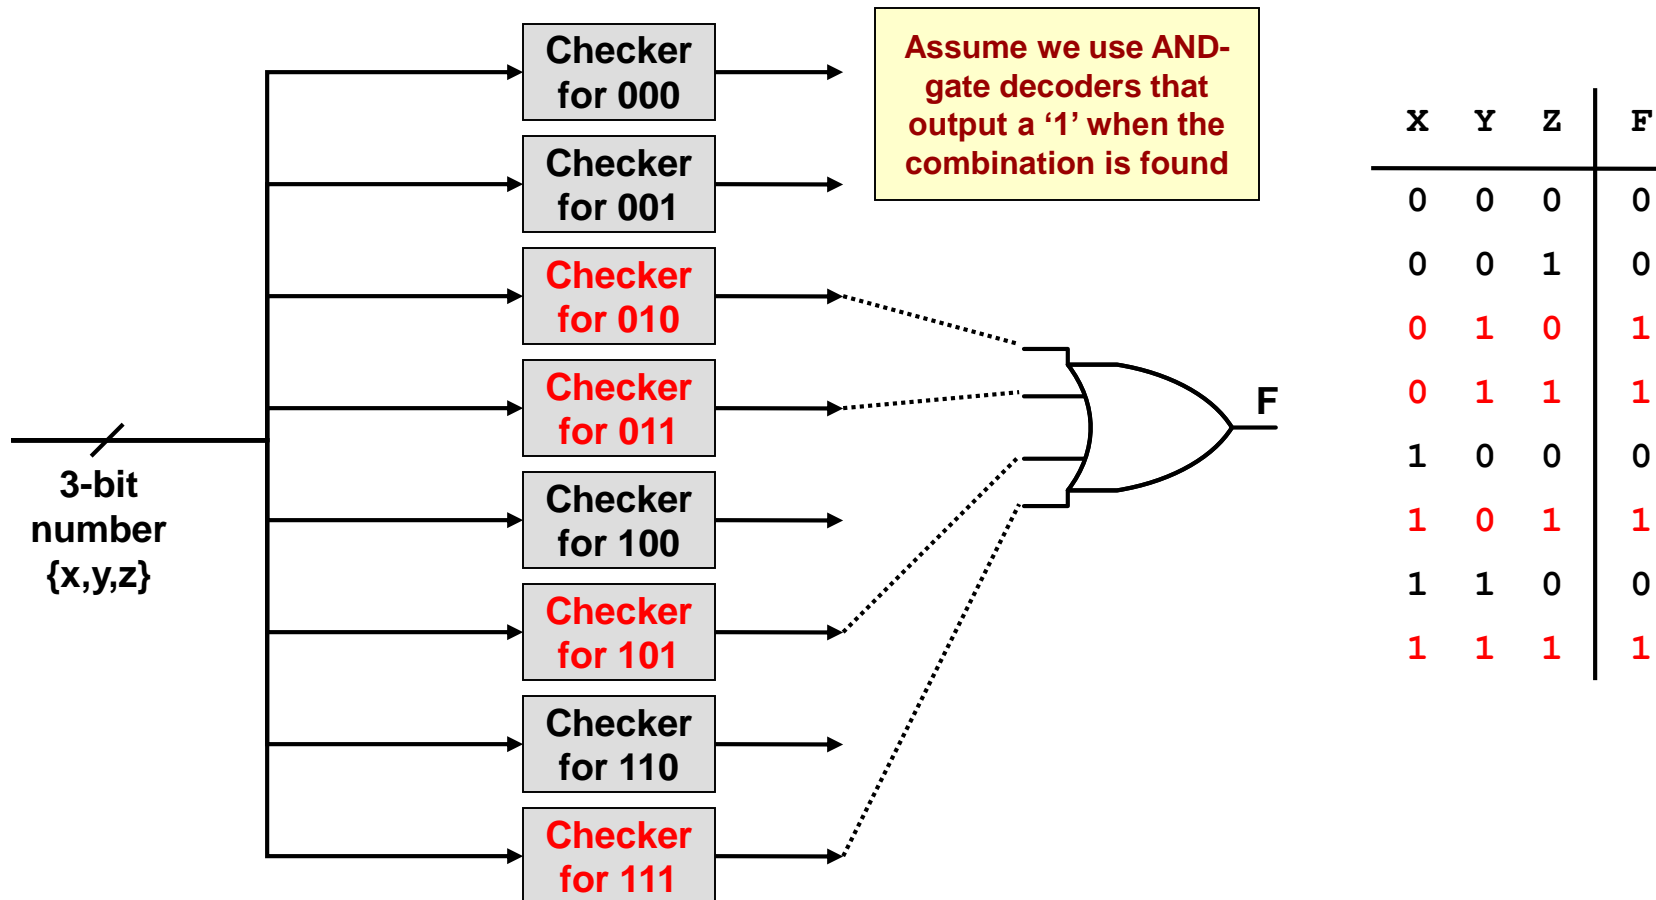 Checker
for 000
Checker
for 001
Checker
for 010
Checker
for 011
Checker
for 100
Checker
for 101
Checker
for 110
Checker
for 111
3-bit
number
{x,y,z}
Assume we use AND-
gate decoders that
output a ‘1’ when the
combination is found
F
X Y Z F
0 0 0 0
0 0 1 0
0 1 0 1
0 1 1 1
1 0 0 0
1 0 1 1
1 1 0 0
1 1 1 1